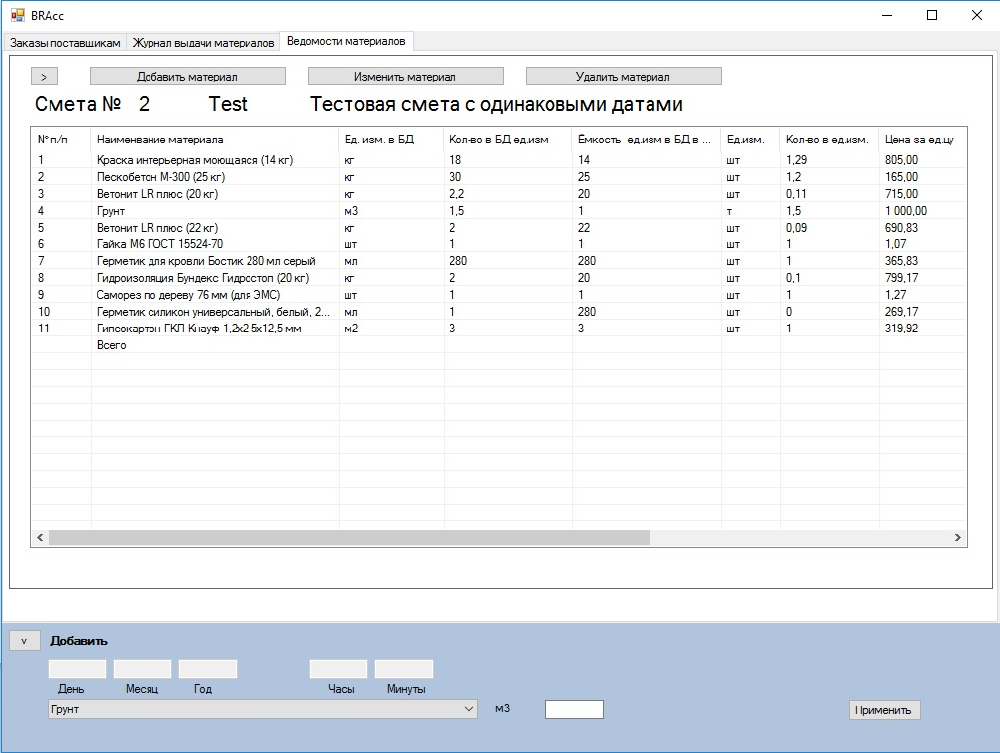 BRAcc
Заказы поставщикам Журнал выдачи материалов Ведомости материалов
> Добавить материал Изменить материал Удалить материал
Смета № 2 Test Тестовая смета с одинаковыми датами
№ п/п Наименвание материала Ед. изм. в БД Кол-во в БД ед.изм. Ёмкость ед.изм в БД в ... Ед.изм. Кол-во в ед.изм. Цена за ед.цу
1 Краска интерьерная моющаяся (14 кг) кг 18 14 шт 1,29 805,00
2 Пескобетон М-300 (25 кг) кг 30 25 шт 1,2 165,00
3 Ветонит LR плюс (20 кг) кг 2,2 20 шт 0,11 715,00
4 Грунт м3 1,5 1 т 1,5 1 000,00
5 Ветонит LR плюс (22 кг) кг 2 22 шт 0,09 690,83
6 Гайка М6 ГОСТ 15524-70 шт 1 1 шт 1 1,07
7 Герметик для кровли Бостик 280 мл серый мл 280 280 шт 1 365,83
8 Гидроизоляция Бундекс Гидростоп (20 кг) кг 2 20 шт 0,1 799,17
9 Саморез по дереву 76 мм (для ЭМС) шт 1 1 шт 1 1,27
10 Герметик силикон универсальный, белый, 2... мл 1 280 шт 0 269,17
11 Гипсокартон ГКП Кнауф 1,2х2,5х12,5 мм м2 3 3 шт 1 319,92
Всего
v Добавить
День Месяц Год Часы Минуты
Грунт м3 Применить